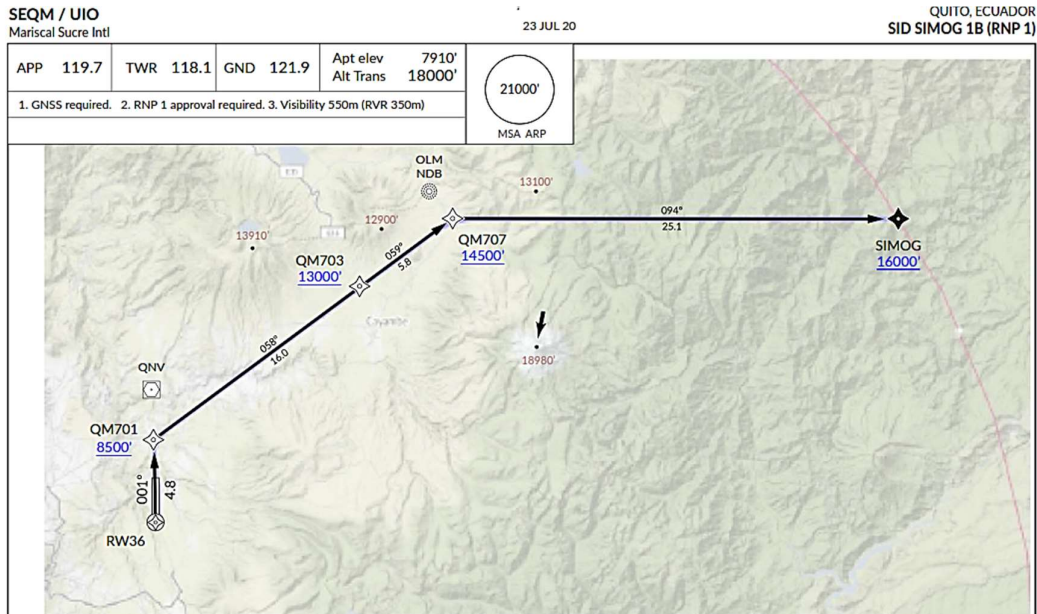 SEQM / UIO
Mariscal Sucre Intl
23 JUL 20
QUITO, ECUADOR
SID SIMOG 1B (RNP 1)
APP 119.7 TWR 118.1 GND 121.9
Apt elev 7910'
Alt Trans 18000'
1. GNSS required. 2. RNP 1 approval required. 3. Visibility 550m (RVR 350m)
21000'
MSA ARP
OLM
NDB
13100'
12900'
13910'
094°
25.1
QM707
14500'
SIMOG
16000'
059°
5.8
QM703
13000'
Cayambe
18980'
058°
16.0
QNV
QM701
8500'
001°
4.8
RW36